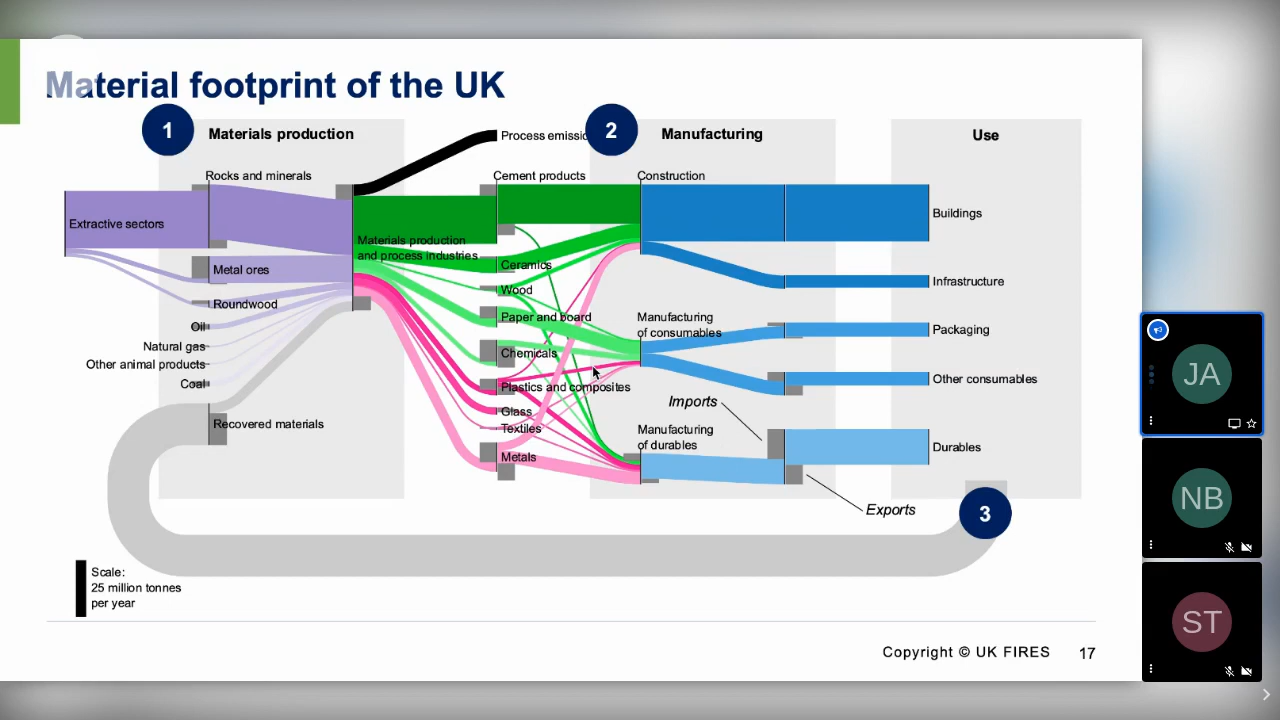 Material footprint of the UK
1
Materials production
Process emissio
2
Manufacturing
Use
Rocks and minerals
Cement products
Construction
Extractive sectors
Buildings
Materials production
and process industries
Metal ores
Ceramics
Infrastructure
Wood
Roundwood
Paper and board
Manufacturing
of consumables
Packaging
Oil
Natural gas
Chemicals
Other animal products
Coal
Plastics and composites
Other consumables
Imports
Glass
Recovered materials
Textiles
Manufacturing
of durables
Metals
Durables
Exports
3
Scale:
25 million tonnes
per year
Copyright © UK FIRES
17
JA
NB
ST